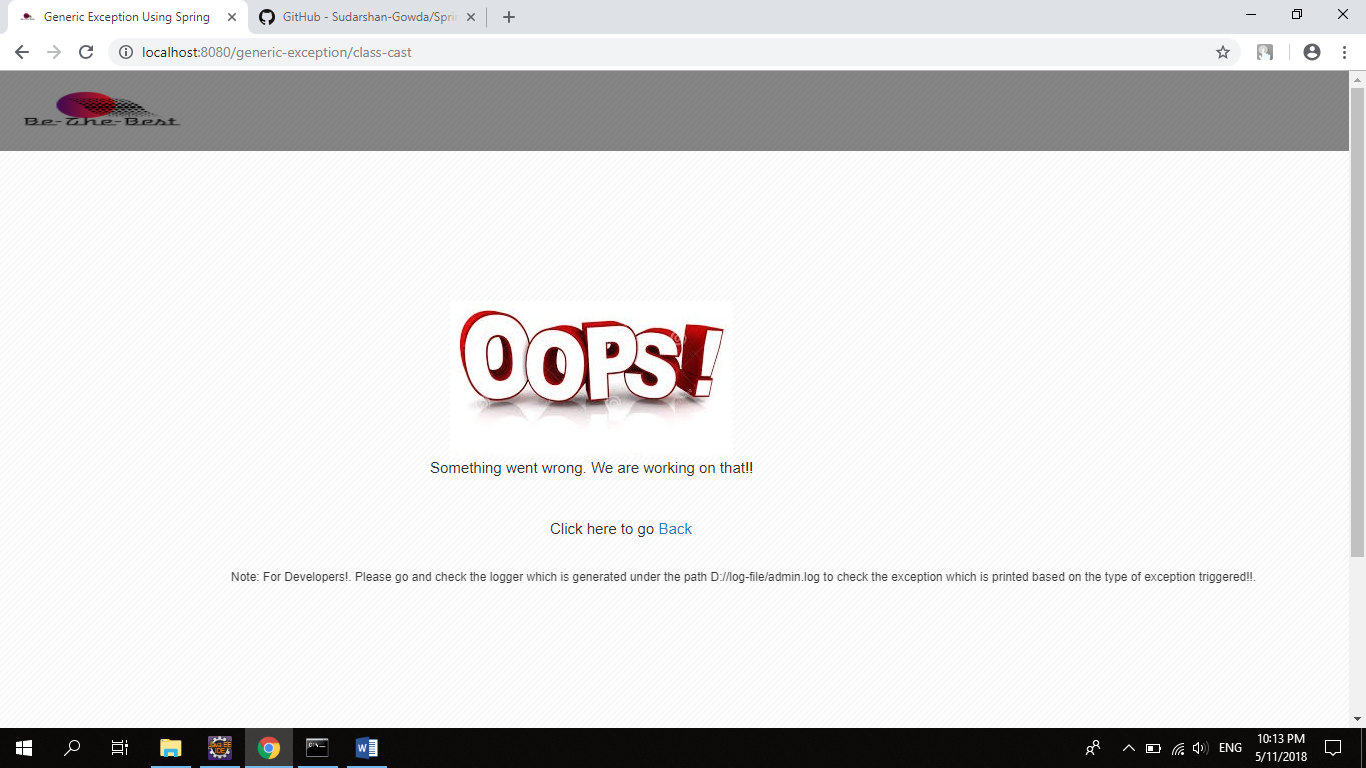 Generic Exception Using Spring
GitHub - Sudarshan-Gowda/Spri
localhost:8080/generic-exception/class-cast
Be-The-Best
OOPS!
Something went wrong. We are working on that!!
Click here to go Back
Note: For Developers!. Please go and check the logger which is generated under the path D://log-file/admin.log to check the exception which is printed based on the type of exception triggered!!.
ENG
10:13 PM
5/11/2018